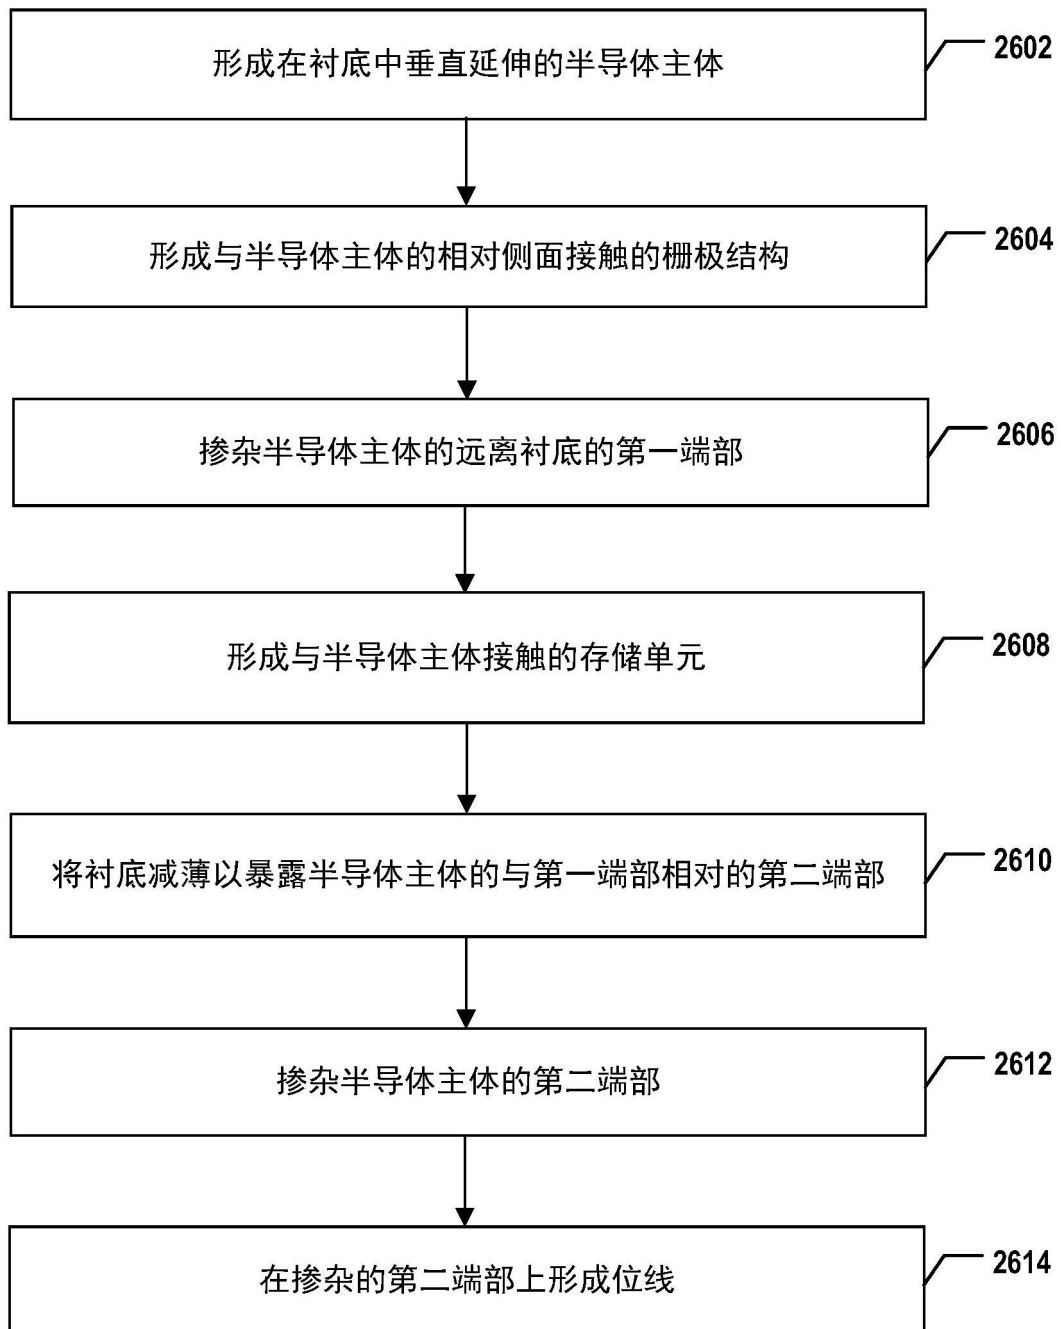 形成在衬底中垂直延伸的半导体主体
2602
形成与半导体主体的相对侧面接触的栅极结构
2604
掺杂半导体主体的远离衬底的第一端部
2606
形成与半导体主体接触的存储单元
2608
将衬底减薄以暴露半导体主体的与第一端部相对的第二端部
2610
掺杂半导体主体的第二端部
2612
在掺杂的第二端部上形成位线
2614